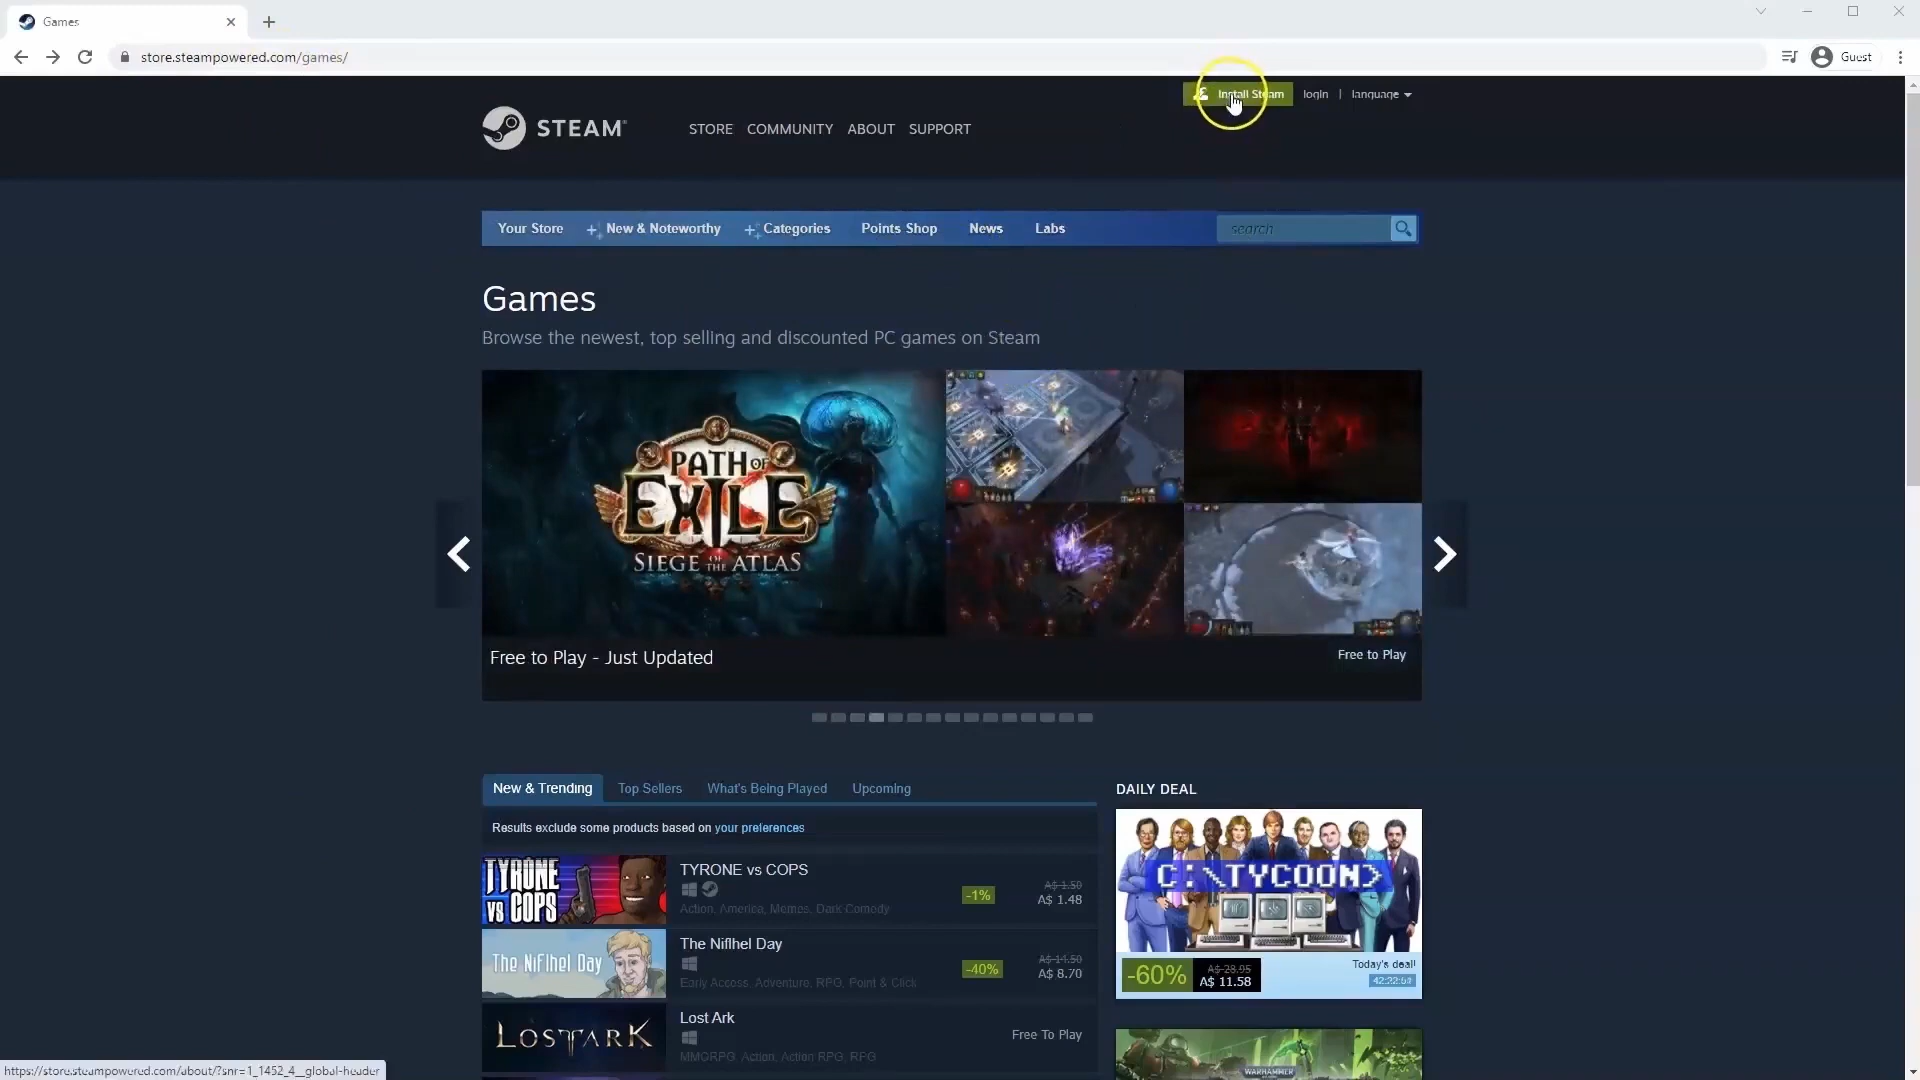 Games
store.steampowered.com/games/
Guest
Install Steam
login | language
STEAM®
STORE COMMUNITY ABOUT SUPPORT
Your Store New & Noteworthy Categories Points Shop News Labs
search
Games
Browse the newest, top selling and discounted PC games on Steam
PATH OF
EXILE
SIEGE OF THE ATLAS
Free to Play - Just Updated
Free to Play
New & Trending Top Sellers What's Being Played Upcoming
Results exclude some products based on your preferences
TYRONE
VS COPS
TYRONE vs COPS
-1%
A$ 1.50
A$ 1.48
Action, America, Memes, Dark Comedy
The Niflhel Day
The Niflhel Day
-40%
A$ 14.50
A$ 8.70
Early Access, Adventure, RPG, Point & Click
LOST ARK
Lost Ark
Free To Play
MMORPG, Action, Action RPG, RPG
DAILY DEAL
C:\TYCOON>
-60%
A$ 28.95
A$ 11.58
Today's deal!
WARHAMMER
https://store.steampowered.com/about/?snr=1_1452_4__global-header